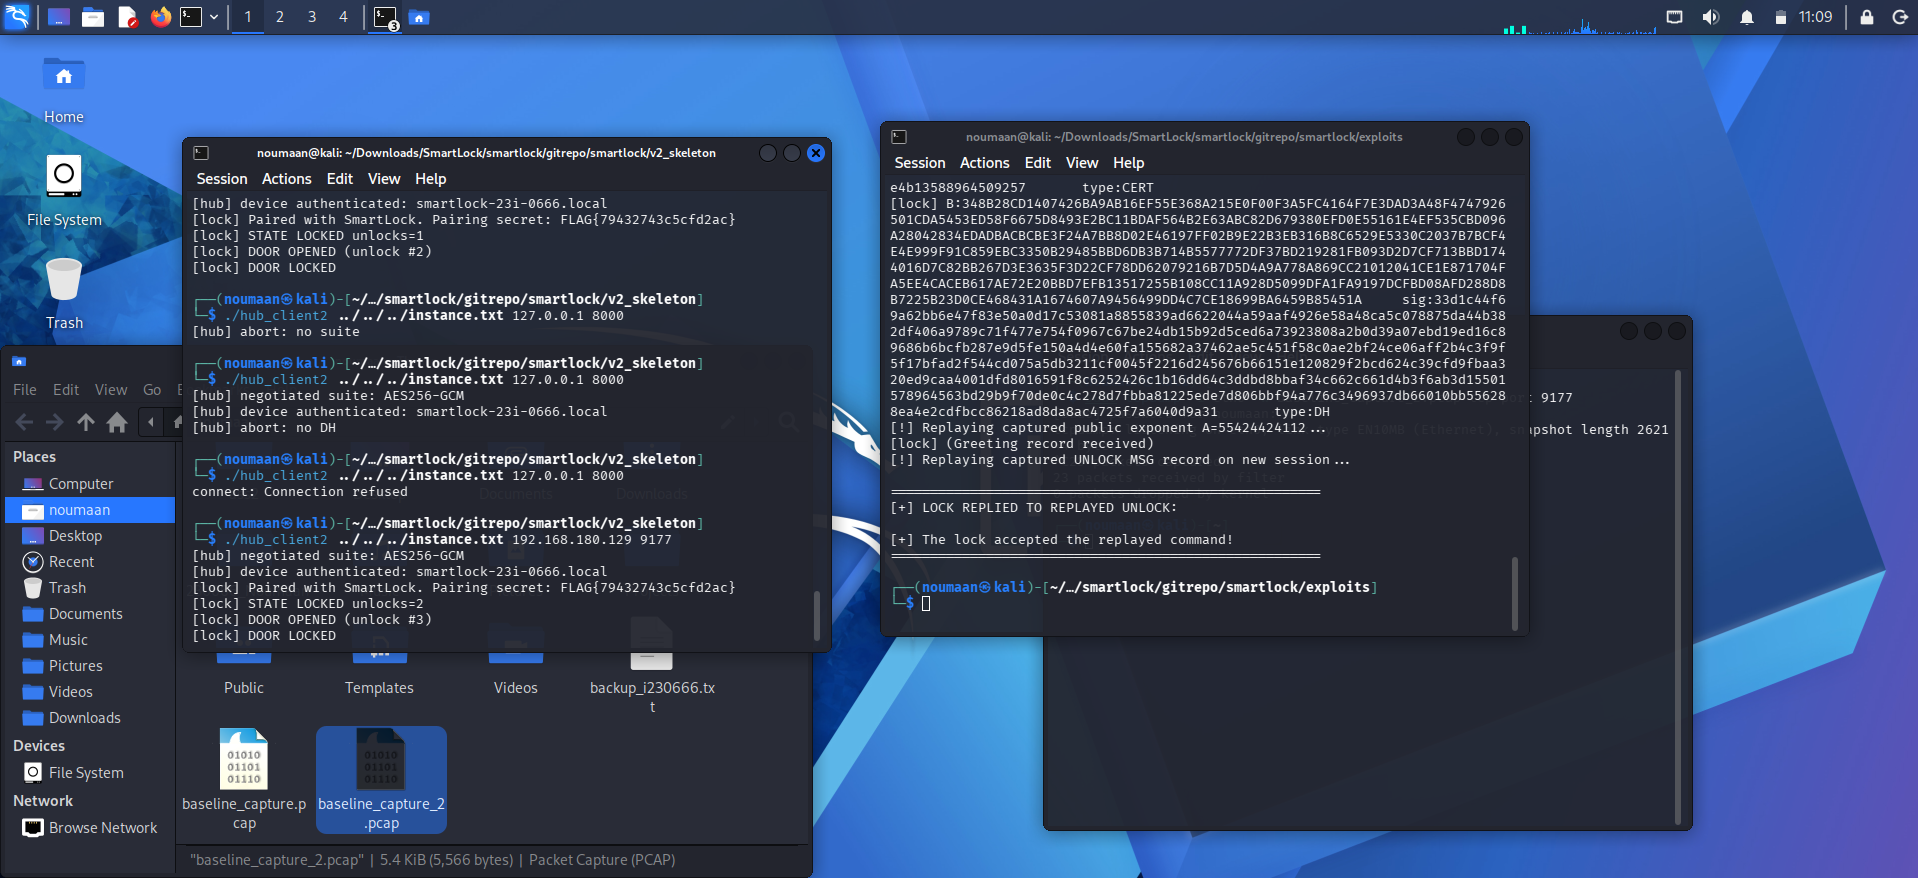 1 2 3 4
3
11:09
Home
File System
Trash
noumaan@kali: ~/Downloads/SmartLock/smartlock/gitrepo/smartlock/v2_skeleton
Session Actions Edit View Help
[hub] device authenticated: smartlock-23i-0666.local
[lock] Paired with SmartLock. Pairing secret: FLAG{79432743c5cfd2ac}
[lock] STATE LOCKED unlocks=1
[lock] DOOR OPENED (unlock #2)
[lock] DOOR LOCKED
┌──(noumaan㉿kali)-[~/…/smartlock/gitrepo/smartlock/v2_skeleton]
└─$ ./hub_client2 ../../../instance.txt 127.0.0.1 8000
[hub] abort: no suite
┌──(noumaan㉿kali)-[~/…/smartlock/gitrepo/smartlock/v2_skeleton]
└─$ ./hub_client2 ../../../instance.txt 127.0.0.1 8000
[hub] negotiated suite: AES256-GCM
[hub] device authenticated: smartlock-23i-0666.local
[hub] abort: no DH
┌──(noumaan㉿kali)-[~/…/smartlock/gitrepo/smartlock/v2_skeleton]
└─$ ./hub_client2 ../../../instance.txt 127.0.0.1 8000
connect: Connection refused
┌──(noumaan㉿kali)-[~/…/smartlock/gitrepo/smartlock/v2_skeleton]
└─$ ./hub_client2 ../../../instance.txt 192.168.180.129 9177
[hub] negotiated suite: AES256-GCM
[hub] device authenticated: smartlock-23i-0666.local
[lock] Paired with SmartLock. Pairing secret: FLAG{79432743c5cfd2ac}
[lock] STATE LOCKED unlocks=2
[lock] DOOR OPENED (unlock #3)
[lock] DOOR LOCKED
noumaan@kali: ~/Downloads/SmartLock/smartlock/gitrepo/smartlock/exploits
Session Actions Edit View Help
e4b13588964509257 type:CERT
[lock] B:348B28CD1407426BA9AB16EF55E368A215E0F00F3A5FC4164F7E3DAD3A48F4747926
501CDA5453ED58F6675D8493E2BC11BDAF564B2E63ABC82D679380EFD0E55161E4EF535CBD096
A28042834EDADBACBCBE3F24A7BB8D02E46197FF02B9E22B3EB316B8C6529E5330C2037B7BCF4
E4E999F91C859EBC3350B29485BBD6DB3B714B5577772DF37BD219281FB093D2D7CF713BBD174
4016D7C82BB267D3E3635F3D22CF78DD62079216B7D5D4A9A778A869CC21012041CE1E871704F
A5EE4CACEB617AE72E20BBD7EFB13517255B108CC11A928D5099DFA1FA9197DCFBD08AFD288D8
B7225B23D0CE468431A1674607A9456499DD4C7CE18699BA6459B85451A sig:33d1c44f6
9a62bb6e47f83e50a0d17c53081a8855839ad6622044a59aaf4926e58a48ca5c078875da44b38
2df406a9789c71f477e754f0967c67be24db15b92d5ced6a73923808a2b0d39a07ebd19ed16c8
9686b6bcfb287e9d5fe150a4d4e60fa155682a37462ae5c451f58c0ae2bf24ce06aff2b4c3f9f
5f17bfad2f544cd075a5db3211cf0045f2216d245676b66151e120829f2bcd624c39cfd9fbaa3
20ed9caa4001dfd8016591f8c6252426c1b16dd64c3ddbd8bbaf34c662c661d4b3f6ab3d15501
578964563bd29b9f70de0c4c278d7fbba81225ede7d806bbf94a776c3496937db66010bb55628
8ea4e2cdfbcc86218ad8da8ac4725f7a6040d9a31 type:DH
[!] Replaying captured public exponent A=55424424112...
[lock] (Greeting record received)
[!] Replaying captured UNLOCK MSG record on new session...
[+] LOCK REPLIED TO REPLAYED UNLOCK:
[+] The lock accepted the replayed command!
┌──(noumaan㉿kali)-[~/…/smartlock/gitrepo/smartlock/exploits]
└─$
9177
snapshot length 2621
23 packets received by filter
File Edit View Go
Places
Computer
noumaan
Desktop
Recent
Trash
Documents
Music
Pictures
Videos
Downloads
Devices
File System
Network
Browse Network
Public
Templates
Videos
backup_i230666.tx
t
baseline_capture.p
cap
baseline_capture_2
.pcap
"baseline_capture_2.pcap" | 5.4 KiB (5,566 bytes) | Packet Capture (PCAP)